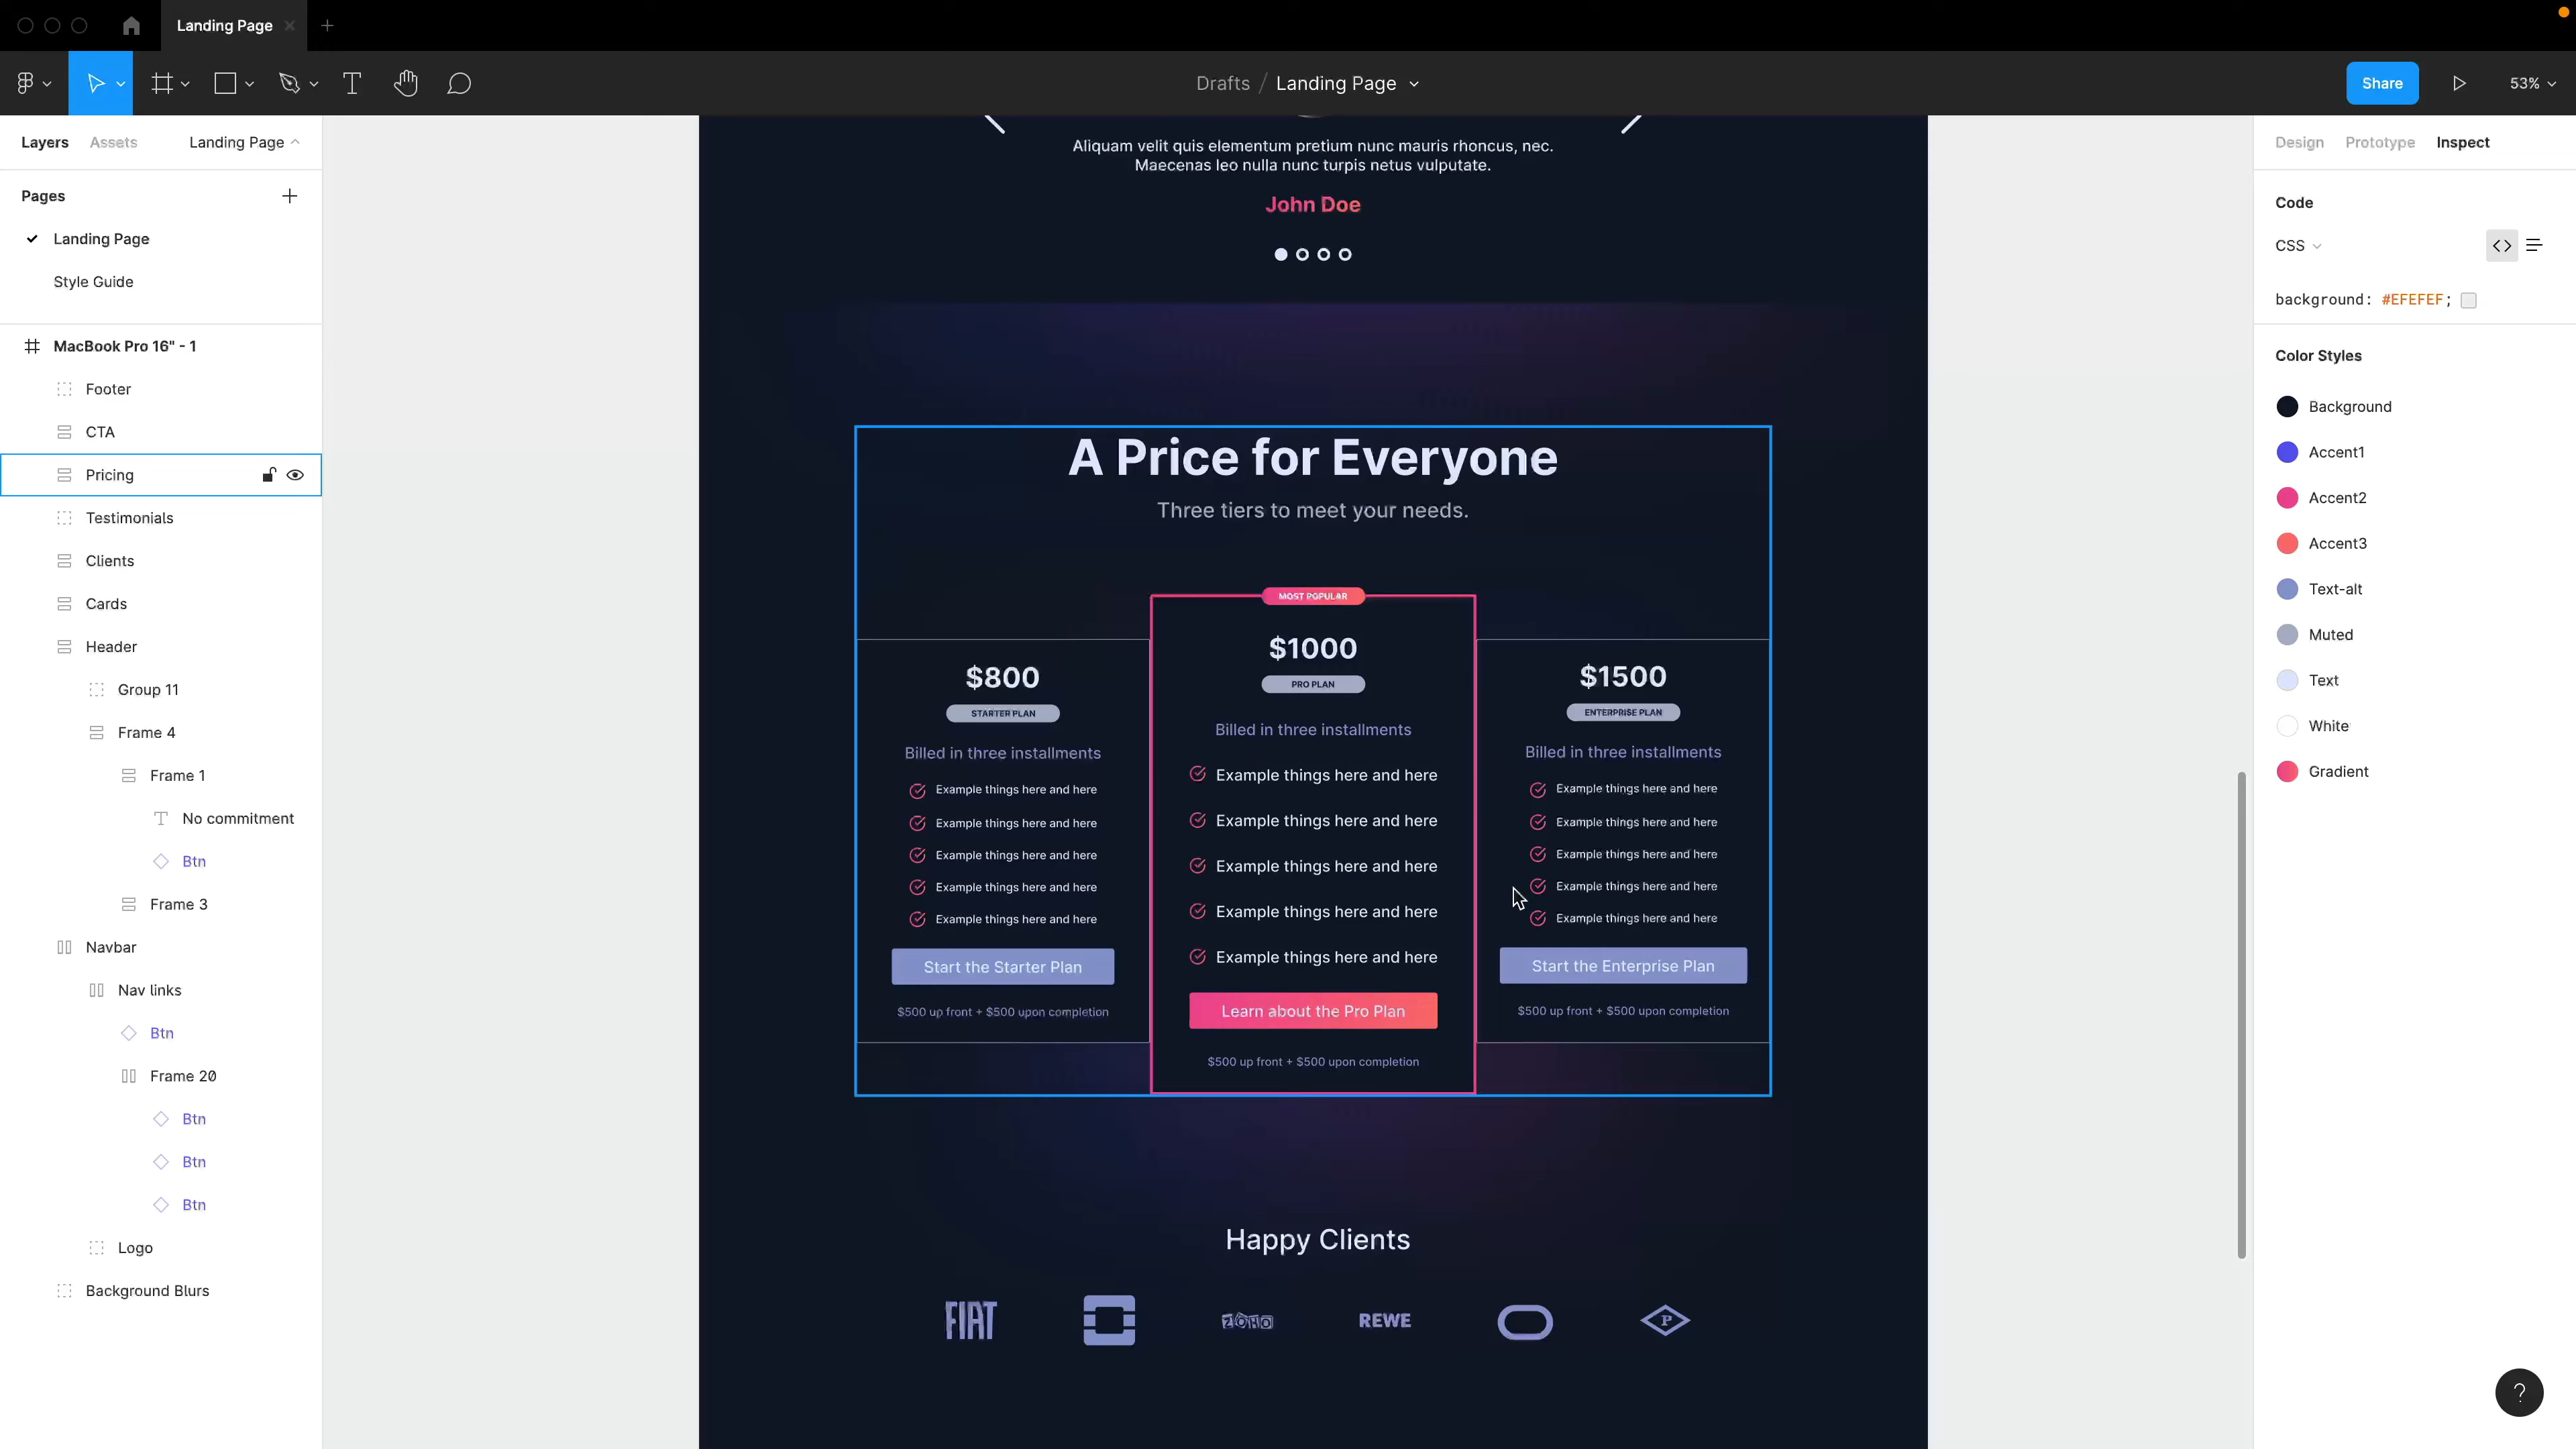 Landing Page
Drafts / Landing Page
Share
53%
Layers
Assets
Landing Page
Pages
Landing Page
Style Guide
MacBook Pro 16" - 1
Footer
CTA
Pricing
Testimonials
Clients
Cards
Header
Group 11
Frame 4
Frame 1
No commitment
Btn
Frame 3
Navbar
Nav links
Btn
Frame 20
Btn
Btn
Btn
Logo
Background Blurs
Aliquam velit quis elementum pretium nunc mauris rhoncus, nec.
Maecenas leo nulla nunc turpis netus vulputate.
John Doe
A Price for Everyone
Three tiers to meet your needs.
$800
STARTER PLAN
Billed in three installments
Example things here and here
Example things here and here
Example things here and here
Example things here and here
Example things here and here
Start the Starter Plan
$500 up front + $500 upon completion
MOST POPULAR
$1000
PRO PLAN
Billed in three installments
Example things here and here
Example things here and here
Example things here and here
Example things here and here
Example things here and here
Learn about the Pro Plan
$500 up front + $500 upon completion
$1500
ENTERPRISE PLAN
Billed in three installments
Example things here and here
Example things here and here
Example things here and here
Example things here and here
Example things here and here
Start the Enterprise Plan
$500 up front + $500 upon completion
Happy Clients
FIAT
ZOHO
REWE
P
Design
Prototype
Inspect
Code
CSS
background: #EFEFEF;
Color Styles
Background
Accent1
Accent2
Accent3
Text-alt
Muted
Text
White
Gradient
?